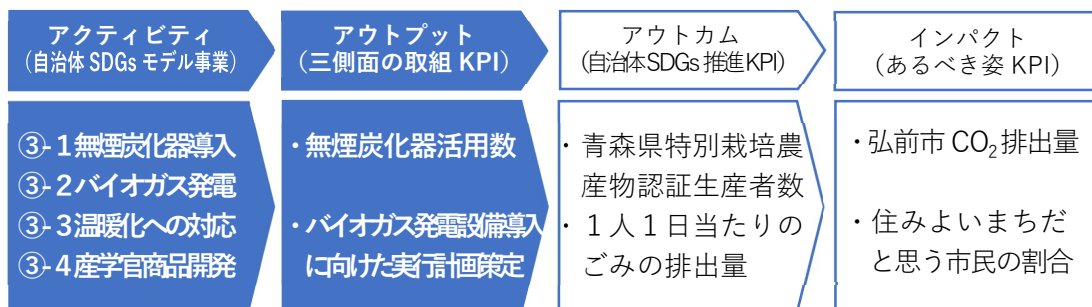 アクティビティ
(自治体 SDGs モデル事業)
アウトプット
(三側面の取組 KPI)
アウトカム
(自治体SDGs 推進KPI)
インパクト
(あるべき姿 KPI)
③-1無煙炭化器導入
③-2バイオガス発電
③-3温暖化への対応
③-4産学官商品開発
・無煙炭化器活用数
・バイオガス発電設備導入
に向けた実行計画策定
・青森県特別栽培農
産物認証生産者数
・1人1日当たりの
ごみの排出量
・弘前市 CO₂排出量
・住みよいまちだ
と思う市民の割合